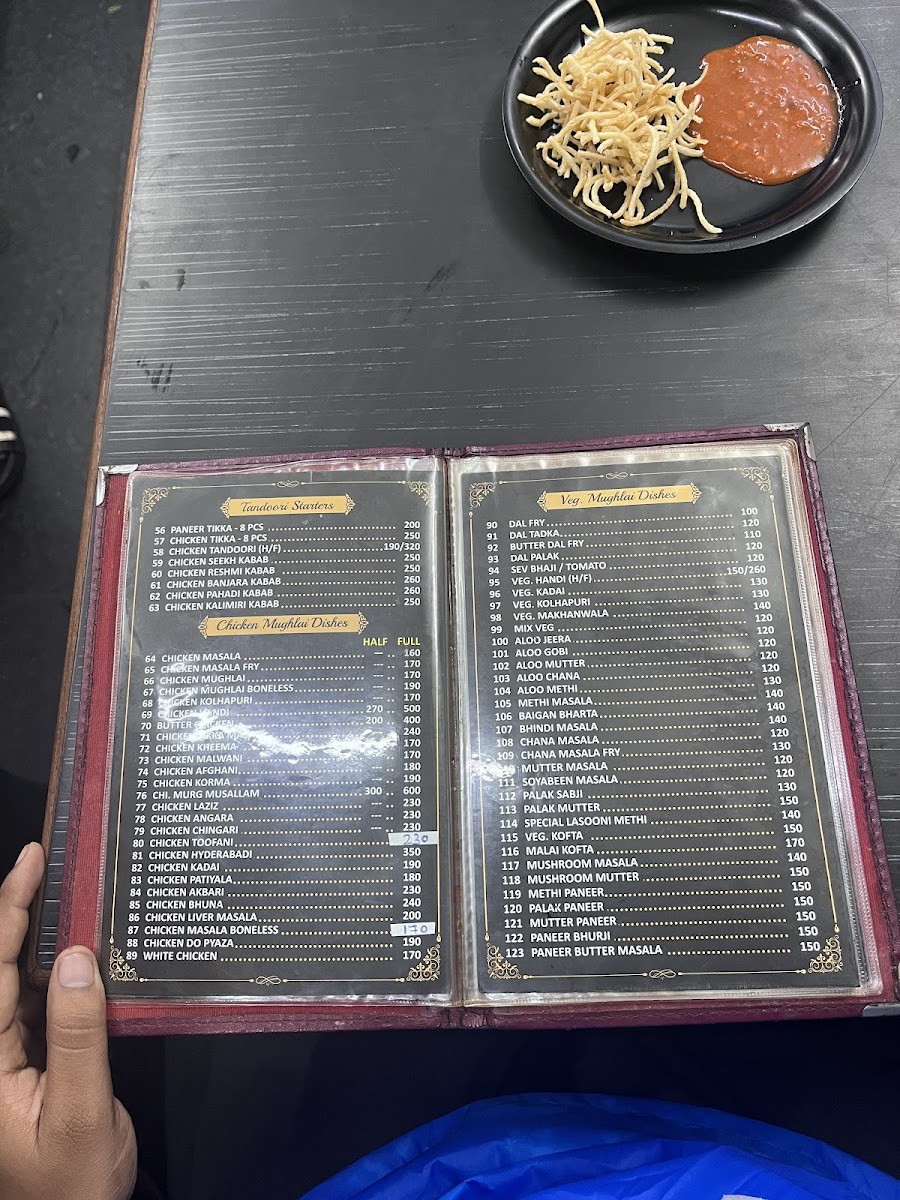 Tandoori Starters
56 PANEER TIKKA - 8 PCS 200
57 CHICKEN TIKKA - 8 PCS 250
58 CHICKEN TANDOORI (H/F) 190/320
59 CHICKEN SEEKH KABAB 250
60 CHICKEN RESHMI KABAB 250
61 CHICKEN BANJARA KABAB 260
62 CHICKEN PAHADI KABAB 260
63 CHICKEN KALIMIRI KABAB 250
Chicken Mughlai Dishes
HALF FULL
64 CHICKEN MASALA 160
65 CHICKEN MASALA FRY 170
66 CHICKEN MUGHLAI 170
67 CHICKEN MUGHLAI BONELESS 190
68 CHICKEN KOLHAPURI 170
69 CHICKEN HANDI 270 500
70 BUTTER CHICKEN 200 400
71 CHICKEN TIKKA 240
72 CHICKEN KHEEMA 170
73 CHICKEN MALWANI 170
74 CHICKEN AFGHANI 180
75 CHICKEN KORMA 190
76 CHI. MURG MUSALLAM 300 600
77 CHICKEN LAZIZ 230
78 CHICKEN ANGARA 230
79 CHICKEN CHINGARI 230
80 CHICKEN TOOFANI 220
81 CHICKEN HYDERABADI 350
82 CHICKEN KADAI 190
83 CHICKEN PATIYALA 180
84 CHICKEN AKBARI 230
85 CHICKEN BHUNA 240
86 CHICKEN LIVER MASALA 200
87 CHICKEN MASALA BONELESS 170
88 CHICKEN DO PYAZA 190
89 WHITE CHICKEN 170
Veg. Mughlai Dishes
90 DAL FRY 100
91 DAL TADKA 120
92 BUTTER DAL FRY 110
93 DAL PALAK 120
94 SEV BHAJI / TOMATO 120
95 VEG. HANDI (H/F) 150/260
96 VEG. KADAI 130
97 VEG. KOLHAPURI 130
98 VEG. MAKHANWALA 140
99 MIX VEG 120
100 ALOO JEERA 120
101 ALOO GOBI 120
102 ALOO MUTTER 120
103 ALOO CHANA 120
104 ALOO METHI 130
105 METHI MASALA 140
106 BAIGAN BHARTA 140
107 BHINDI MASALA 140
108 CHANA MASALA 120
109 CHANA MASALA FRY 130
MUTTER MASALA 120
111 SOYABEEN MASALA 120
112 PALAK SABJI 130
113 PALAK MUTTER 150
114 SPECIAL LASOONI METHI 140
115 VEG. KOFTA 150
116 MALAI KOFTA 170
117 MUSHROOM MASALA 140
118 MUSHROOM MUTTER 150
119 METHI PANEER 150
120 PALAK PANEER 150
121 MUTTER PANEER 150
122 PANEER BHURJI 150
123 PANEER BUTTER MASALA 150